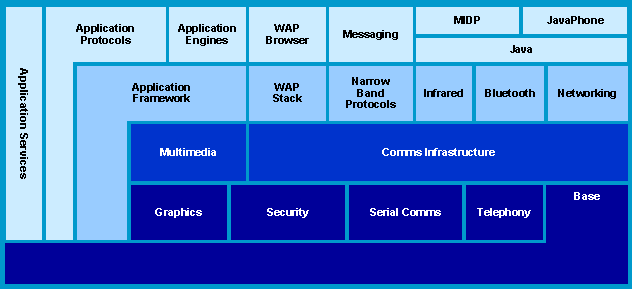 Application Services
Application
Protocols
Application
Engines
WAP
Browser
Messaging
MIDP
JavaPhone
Java
Application
Framework
WAP
Stack
Narrow
Band
Protocols
Infrared
Bluetooth
Networking
Multimedia
Comms Infrastructure
Graphics
Security
Serial Comms
Telephony
Base